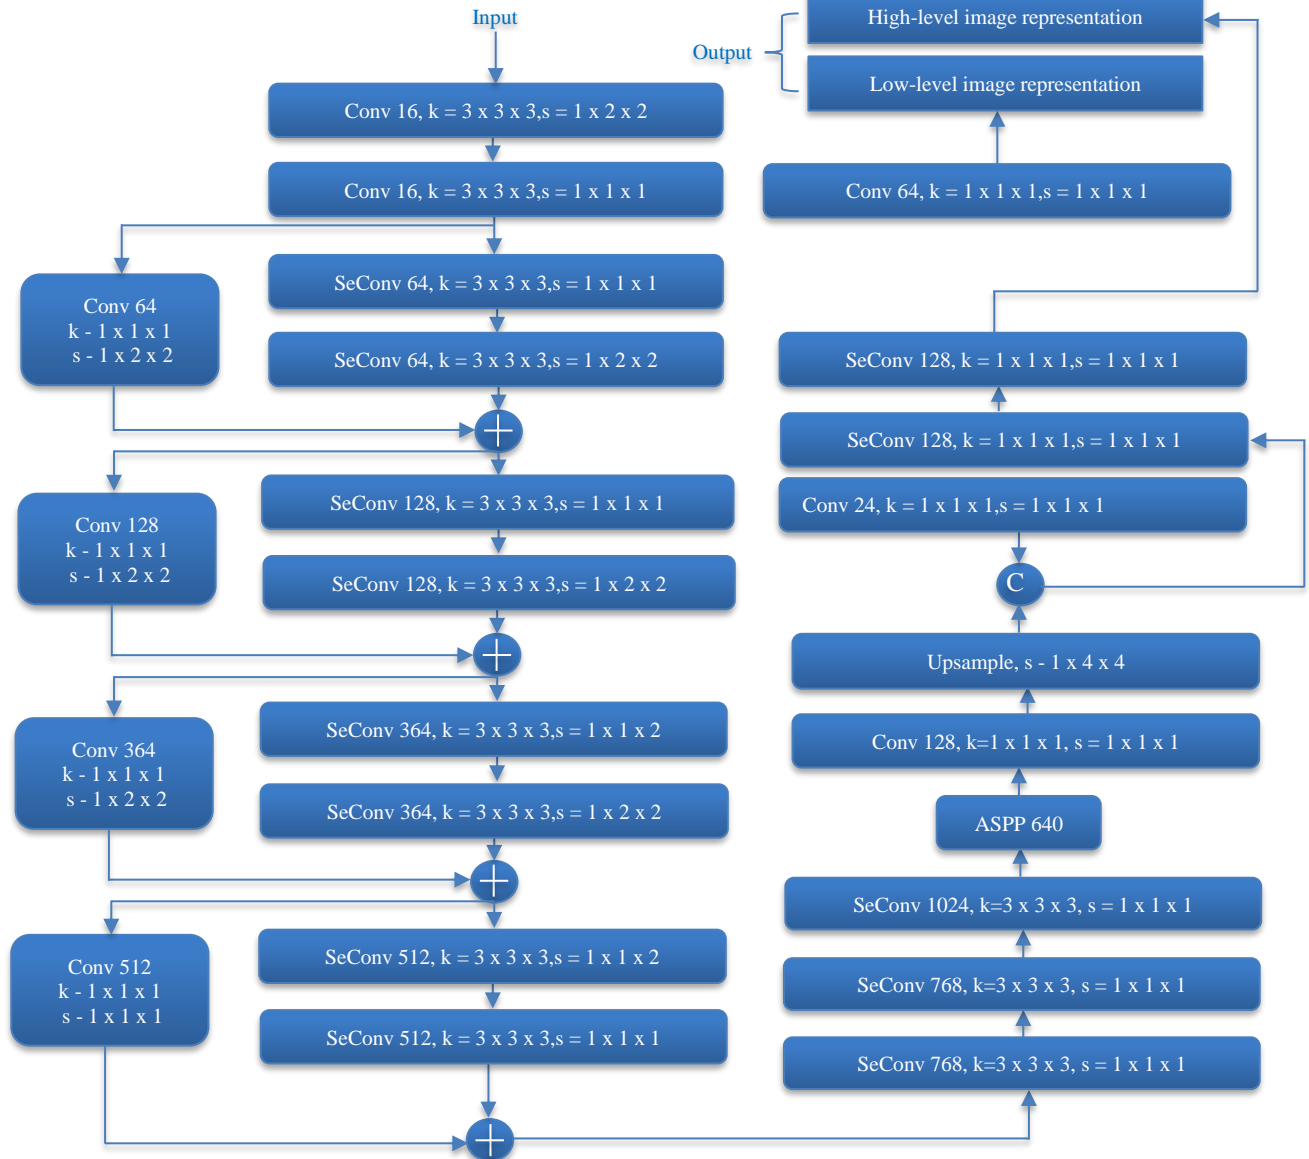 Input
Conv 16, k = 3 x 3 x 3,s = 1 x 2 x 2
Conv 16, k = 3 x 3 x 3,s = 1 x 1 x 1
SeConv 64, k = 3 x 3 x 3,s = 1 x 1 x 1
Conv 64
k - 1 x 1 x 1
s - 1 x 2 x 2
SeConv 64, k = 3 x 3 x 3,s = 1 x 2 x 2
SeConv 128, k = 3 x 3 x 3,s = 1 x 1 x 1
Conv 128
k - 1 x 1 x 1
s - 1 x 2 x 2
SeConv 128, k = 3 x 3 x 3,s = 1 x 2 x 2
SeConv 364, k = 3 x 3 x 3,s = 1 x 1 x 2
Conv 364
k - 1 x 1 x 1
s - 1 x 2 x 2
SeConv 364, k = 3 x 3 x 3,s = 1 x 2 x 2
SeConv 512, k = 3 x 3 x 3,s = 1 x 1 x 2
Conv 512
k - 1 x 1 x 1
s - 1 x 1 x 1
SeConv 512, k = 3 x 3 x 3,s = 1 x 1 x 1
High-level image representation
Output
Low-level image representation
Conv 64, k = 1 x 1 x 1,s = 1 x 1 x 1
SeConv 128, k = 1 x 1 x 1,s = 1 x 1 x 1
SeConv 128, k = 1 x 1 x 1,s = 1 x 1 x 1
Conv 24, k = 1 x 1 x 1,s = 1 x 1 x 1
C
Upsample, s - 1 x 4 x 4
Conv 128, k=1 x 1 x 1, s = 1 x 1 x 1
ASPP 640
SeConv 1024, k=3 x 3 x 3, s = 1 x 1 x 1
SeConv 768, k=3 x 3 x 3, s = 1 x 1 x 1
SeConv 768, k=3 x 3 x 3, s = 1 x 1 x 1